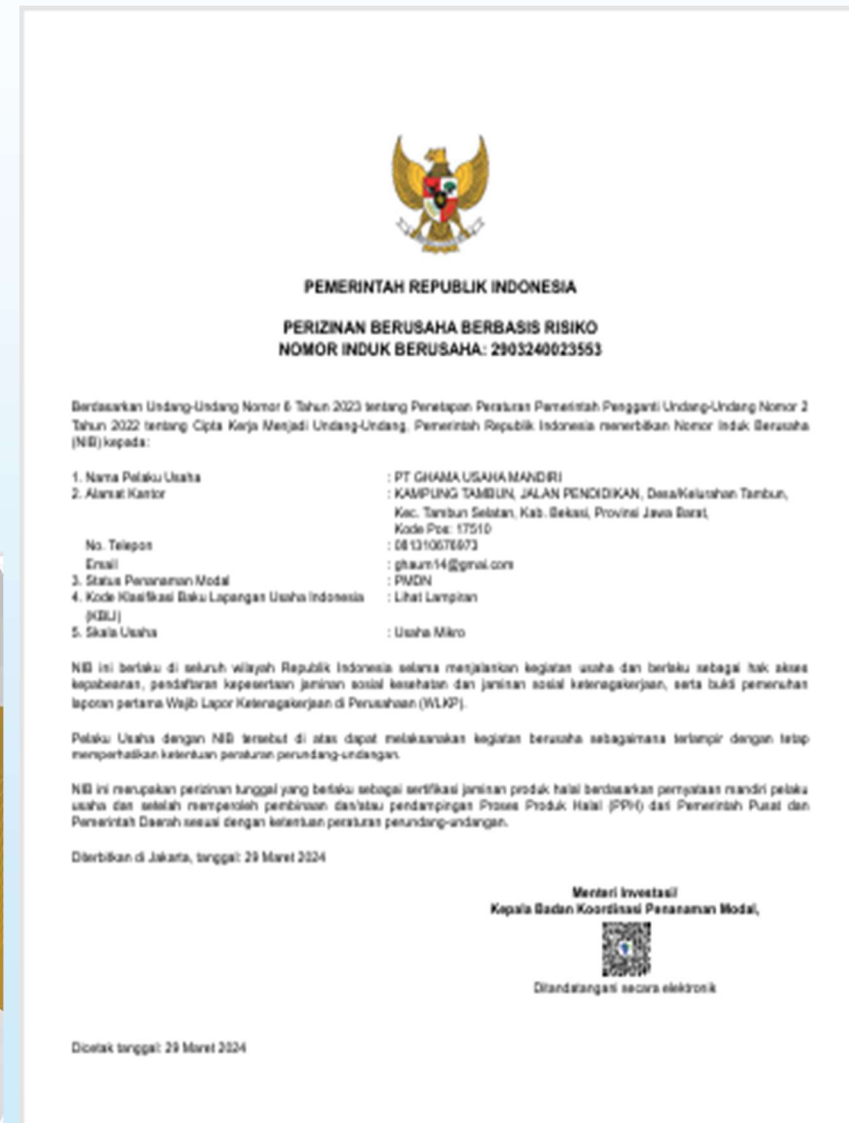 PEMERINTAH REPUBLIK INDONESIA
PERIZINAN BERUSAHA BERBASIS RISIKO
NOMOR INDUK BERUSAHA: 2903240023553
Berdasarkan Undang-Undang Nomor 6 Tahun 2023 tentang Penetapan Peraturan Pemerintah Pengganti Undang-Undang Nomor 2
Tahun 2022 tentang Cipta Kerja Menjadi Undang-Undang, Pemerintah Republik Indonesia menerbitkan Nomor Induk Berusaha
(NIB) kepada:
1. Nama Pelaku Usaha : PT GHAMA USAHA MANDIRI
2. Alamat Kantor : KAMPUNG TAMBUN, JALAN PENDIDIKAN, Desa/Kelurahan Tambun,
Kec. Tambun Selatan, Kab. Bekasi, Provinsi Jawa Barat,
Kode Pos: 17510
No. Telepon : 081310676973
Email : ghaum14@gmai.com
3. Status Penanaman Modal : PMDN
4. Kode Klasifikasi Baku Lapangan Usaha Indonesia : Lihat Lampiran
(KBLI)
5. Skala Usaha : Usaha Mikro
NIB ini berlaku di seluruh wilayah Republik Indonesia selama menjalankan kegiatan usaha dan berlaku sebagai hak akses
kepabeanan, pendaftaran kepesertaan jaminan sosial kesehatan dan jaminan sosial ketenagakerjaan, serta bukti pemenuhan
laporan pertama Wajib Lapor Ketenagakerjaan di Perusahaan (WLKP).
Pelaku Usaha dengan NIB tersebut di atas dapat melaksanakan kegiatan berusaha sebagaimana terlampir dengan tetap
memperhatikan ketentuan peraturan perundang-undangan.
NIB ini merupakan perizinan tunggal yang berlaku sebagai sertifikasi jaminan produk halal berdasarkan pernyataan mandiri pelaku
usaha dan setelah memperoleh pembinaan dan/atau pendampingan Proses Produk Halal (PPH) dari Pemerintah Pusat dan
Pemerintah Daerah sesuai dengan ketentuan peraturan perundang-undangan.
Diterbitkan di Jakarta, tanggal: 29 Maret 2024
Menteri Investasi/
Kepala Badan Koordinasi Penanaman Modal,
Ditandatangani secara elektronik
Dicetak tanggal: 29 Maret 2024